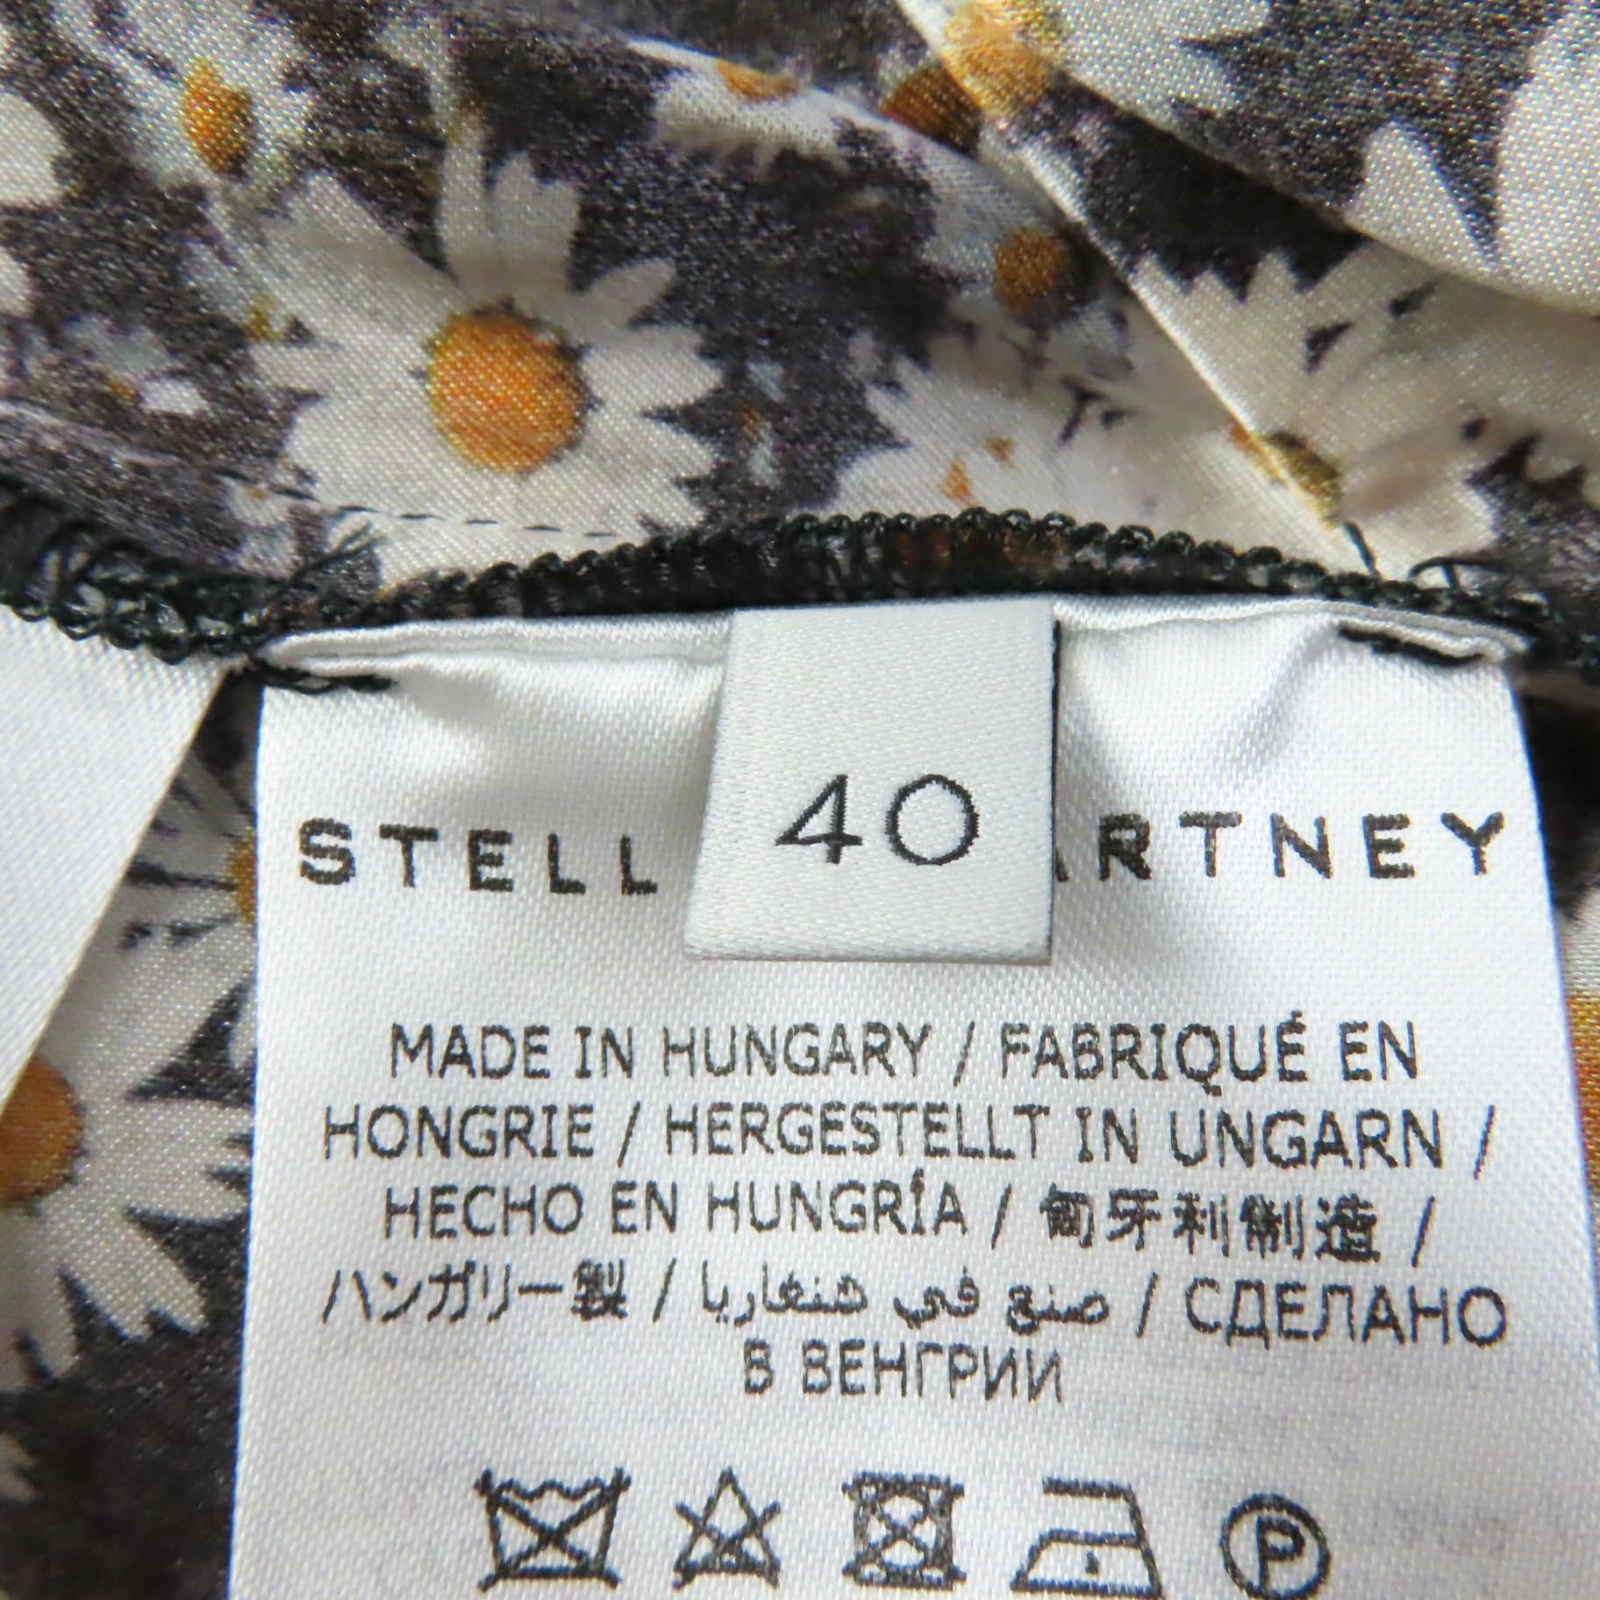 40
STELL RTNEY
MADE IN HUNGARY / FABRIQUÉ EN
HONGRIE / HERGESTELLT IN UNGARN /
HECHO EN HUNGRÍA / 匈牙利制造 /
ハンガリー製 / صنع في هنغاريا / СДЕЛАНО
В ВЕНГРИИ
P